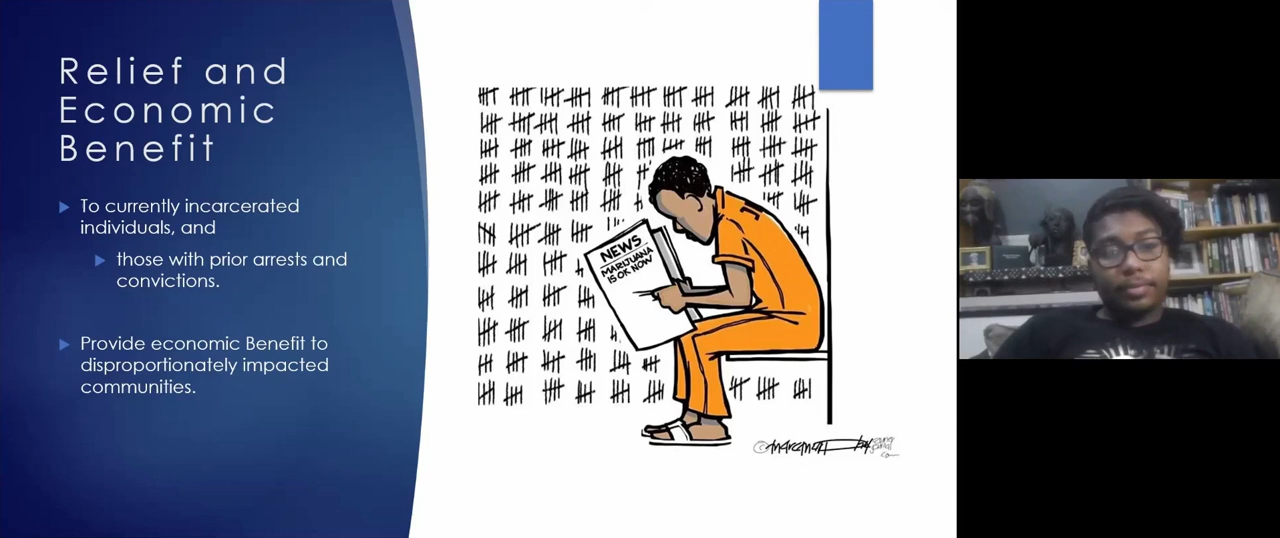 Relief and
Economic
Benefit
To currently incarcerated
individuals, and
those with prior arrests and
convictions.
Provide economic Benefit to
disproportionately impacted
communities.
NEWS
MARIJUANA
IS OK NOW